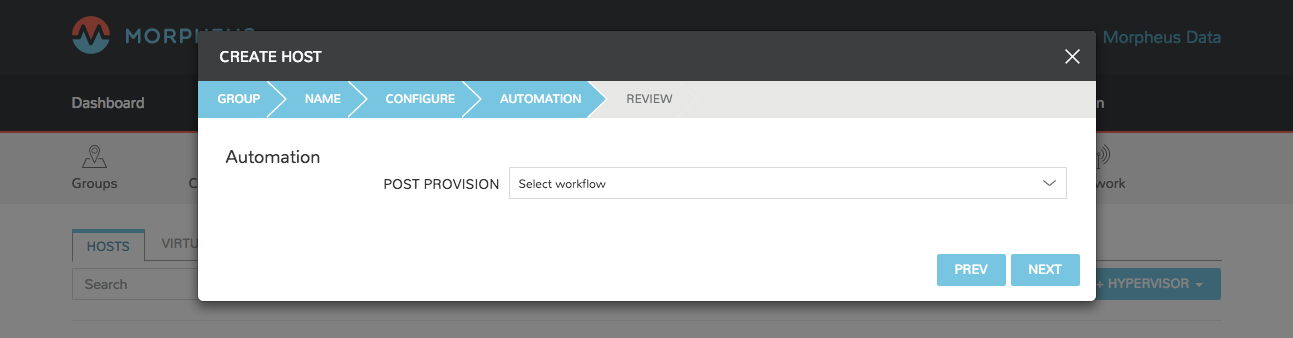 MORPHEUS
Morpheus Data
CREATE HOST
GROUP NAME CONFIGURE AUTOMATION REVIEW
Dashboard
Automation
POST PROVISION Select workflow
Groups
HOSTS
Search
PREV NEXT
+ HYPERVISOR